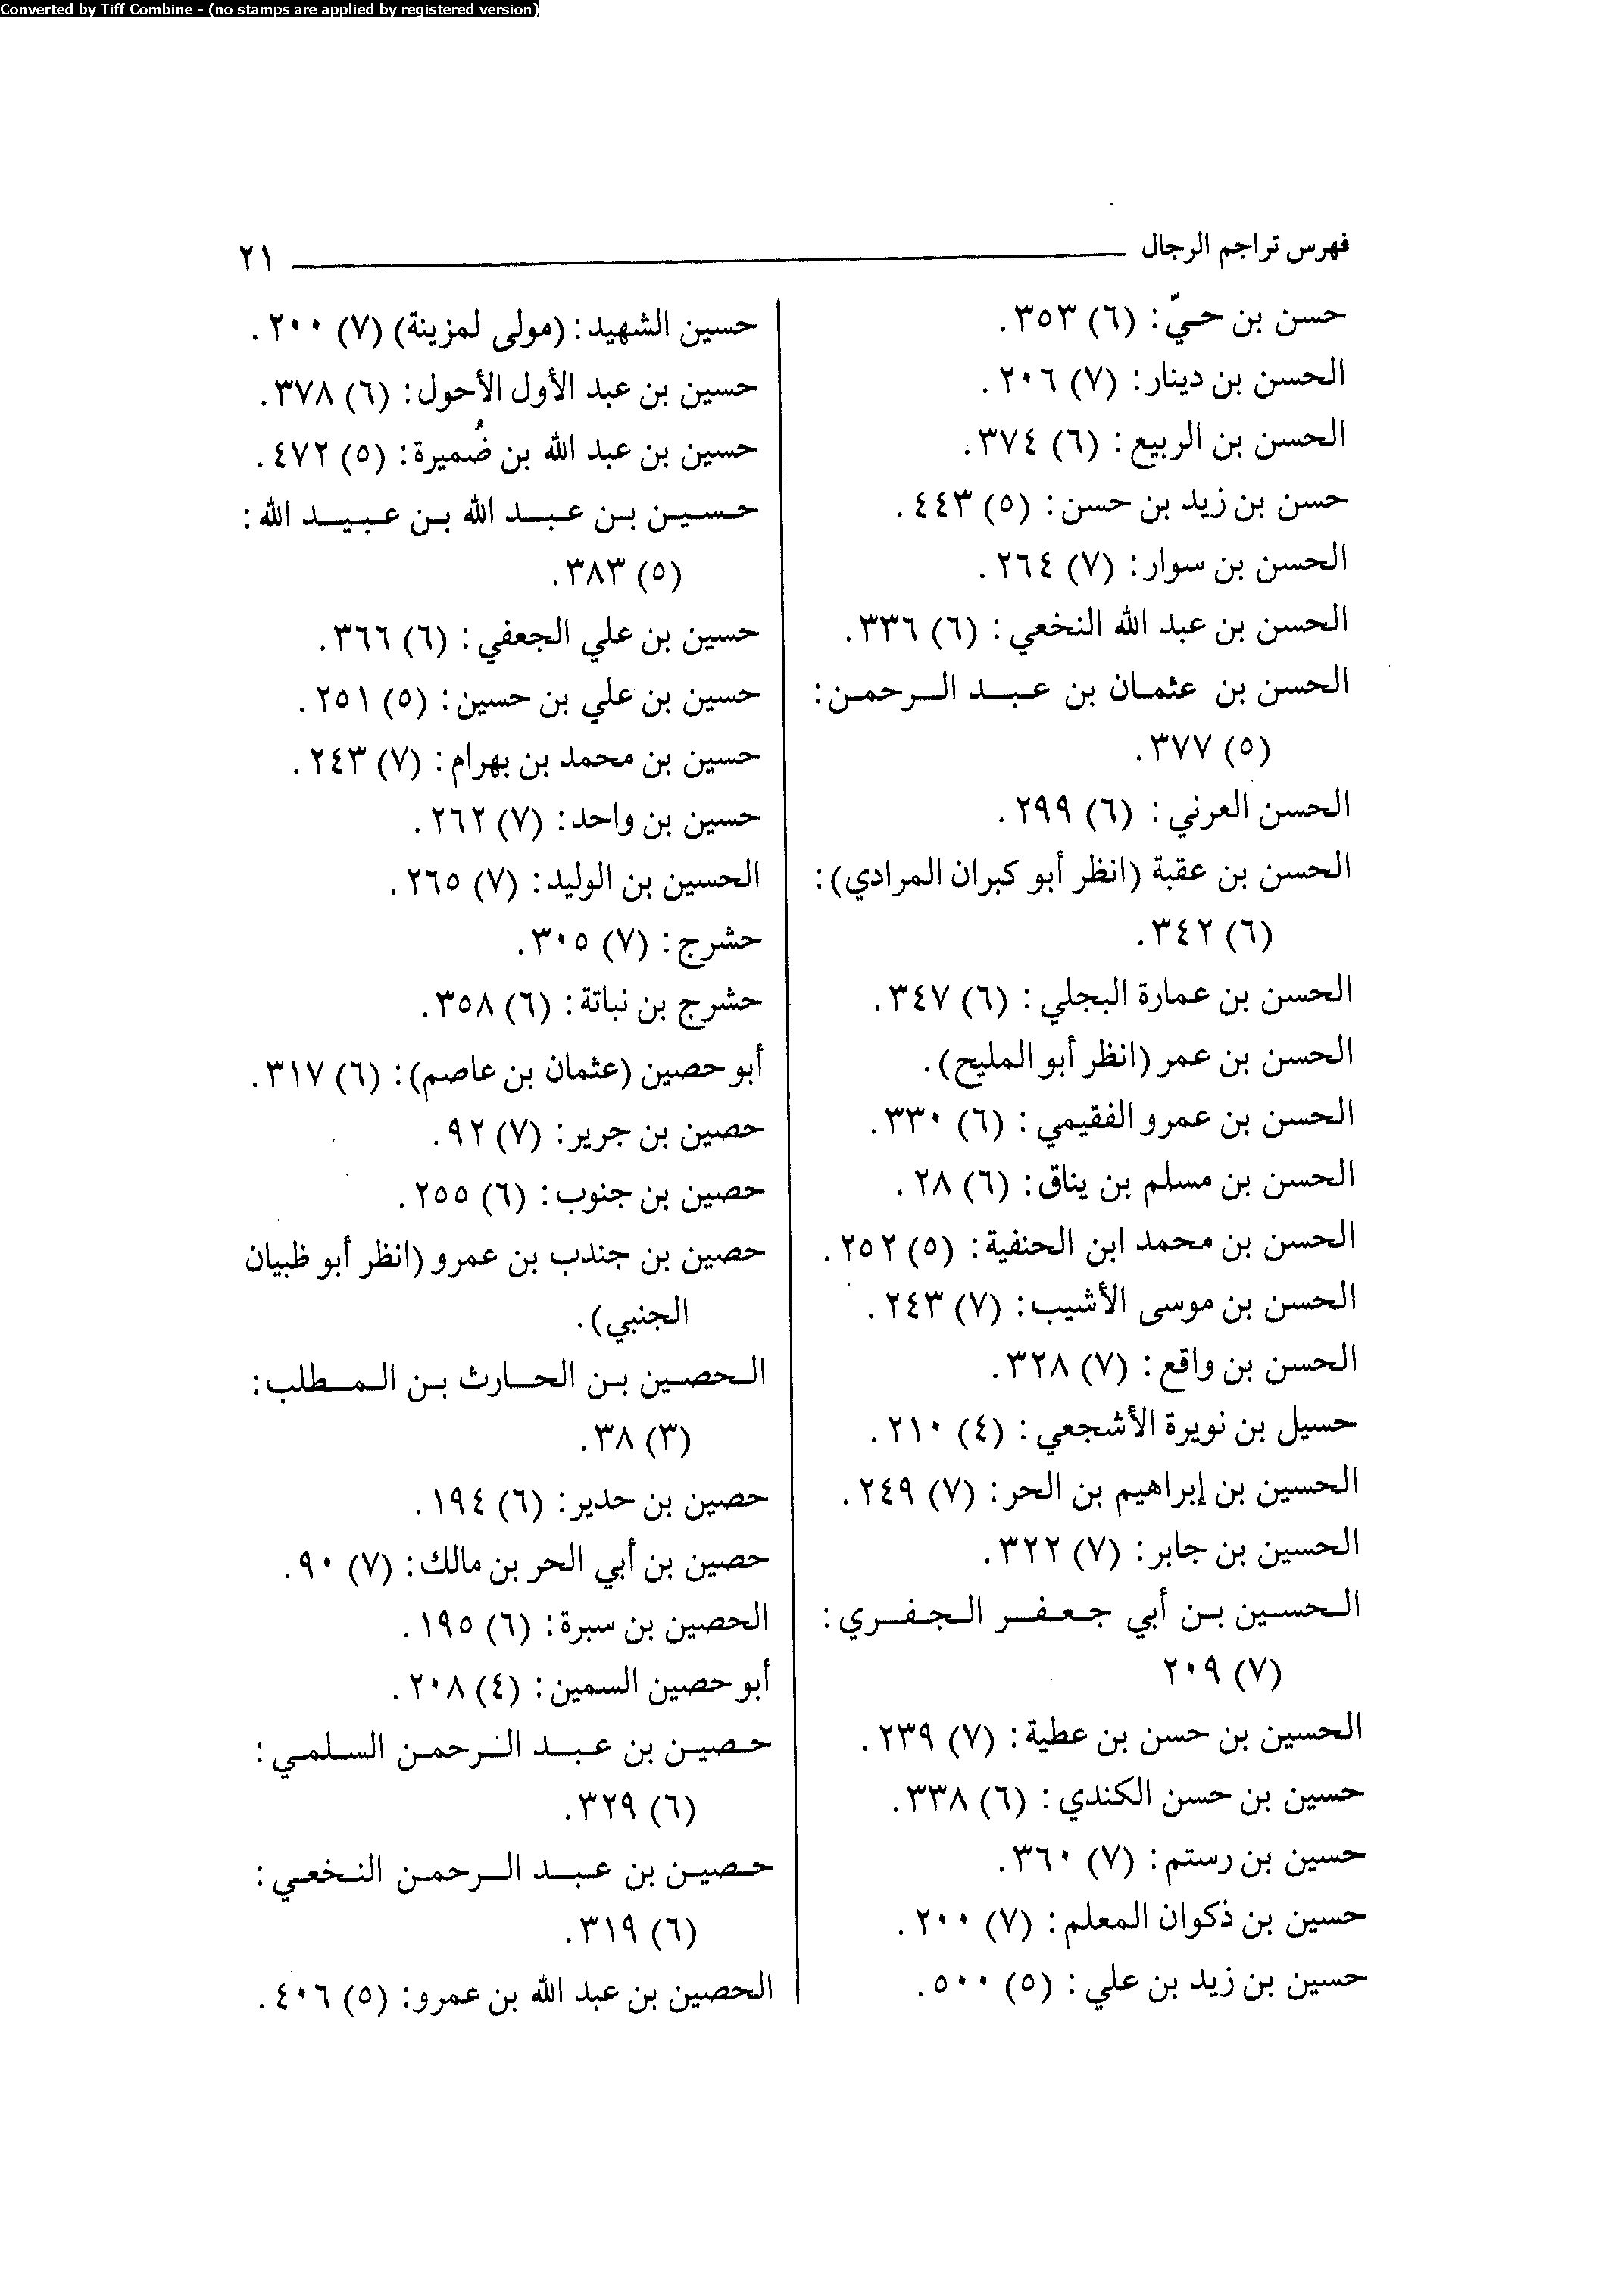 Converted by Tiff Combine - (no stamps are applied by registered version)
فهرس تراجم الرجال ٢١
حسن بن حيّ: (٦) ٣٥٣.
الحسن بن دينار: (٧) ٢٠٦.
الحسن بن الربيع: (٦) ٣٧٤.
حسن بن زيد بن حسن: (٥) ٤٤٣.
الحسن بن سوار: (٧) ٢٦٤.
الحسن بن عبد الله النخعي: (٦) ٣٣٦.
الحسن بن عثمان بن عبد الرحمن:
(٥) ٣٧٧.
الحسن العرني: (٦) ٢٩٩.
الحسن بن عقبة (انظر أبو كبران المرادي):
(٦) ٣٤٢.
الحسن بن عمارة البجلي: (٦) ٣٤٧.
الحسن بن عمر (انظر أبو المليح).
الحسن بن عمرو الفقيمي: (٦) ٣٣٠.
الحسن بن مسلم بن يناق: (٦) ٢٨.
الحسن بن محمد ابن الحنفية: (٥) ٢٥٢.
الحسن بن موسى الأشيب: (٧) ٢٤٣.
الحسن بن واقع: (٧) ٣٢٨.
حسيل بن نويرة الأشجعي: (٤) ٢١٠.
الحسين بن إبراهيم بن الحر: (٧) ٢٤٩.
الحسين بن جابر: (٧) ٣٢٢.
الحسين بن أبي جعفر الجفري:
(٧) ٢٠٩
الحسين بن حسن بن عطية: (٧) ٢٣٩.
حسين بن حسن الكندي: (٦) ٣٣٨.
حسين بن رستم: (٧) ٣٦٠.
حسين بن ذكوان المعلم: (٧) ٢٠٠.
حسين بن زيد بن علي: (٥) ٥٠٠.
حسين الشهيد: (مولى لمزينة) (٧) ٢٠٠.
حسين بن عبد الأول الأحول: (٦) ٣٧٨.
حسين بن عبد الله بن ضُميرة: (٥) ٤٧٢.
حسين بن عبد الله بن عبيد الله:
(٥) ٣٨٣.
حسين بن علي الجعفي: (٦) ٣٦٦.
حسين بن علي بن حسين: (٥) ٢٥١.
حسين بن محمد بن بهرام: (٧) ٢٤٣.
حسين بن واحد: (٧) ٢٦٢.
الحسين بن الوليد: (٧) ٢٦٥.
حشرج: (٧) ٣٠٥.
حشرج بن نباتة: (٦) ٣٥٨.
أبو حصين (عثمان بن عاصم): (٦) ٣١٧.
حصين بن جرير: (٧) ٩٢.
حصين بن جنوب: (٦) ٢٥٥.
حصين بن جندب بن عمرو (انظر أبو ظبيان
الجنبي).
الحصين بن الحارث بن المطلب:
(٣) ٣٨.
حصين بن حدير: (٦) ١٩٤.
حصين بن أبي الحر بن مالك: (٧) ٩٠.
الحصين بن سبرة: (٦) ١٩٥.
أبو حصين السمين: (٤) ٢٠٨.
حصين بن عبد الرحمن السلمي:
(٦) ٣٢٩.
حصين بن عبد الرحمن النخعي:
(٦) ٣١٩.
الحصين بن عبد الله بن عمرو: (٥) ٤٠٦.